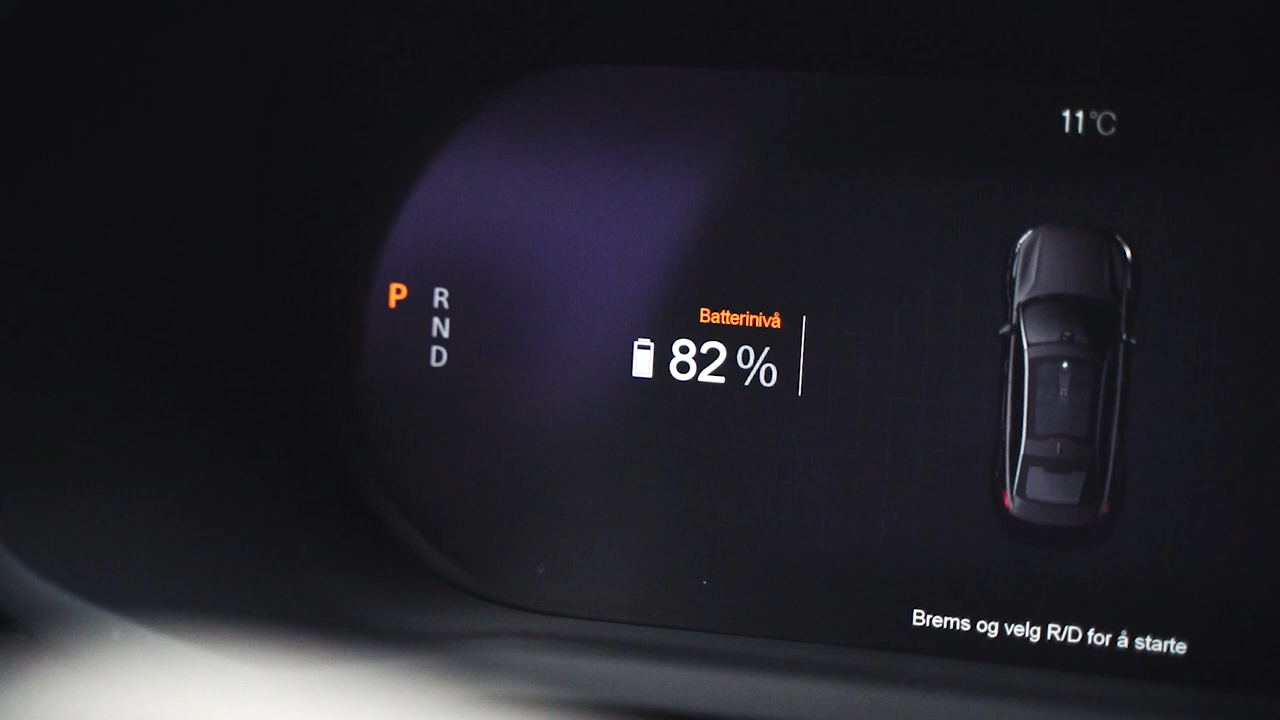 11°C
P R
N
D
Batterinivå
82%
Brems og velg R/D for å starte